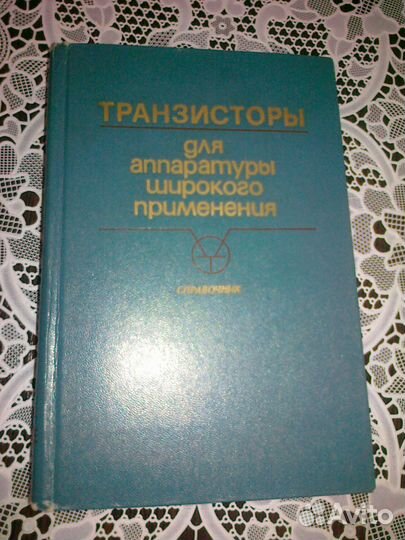 ТРАНЗИСТОРЫ
для
аппаратуры
широкого
применения
СПРАВОЧНИК
Avito